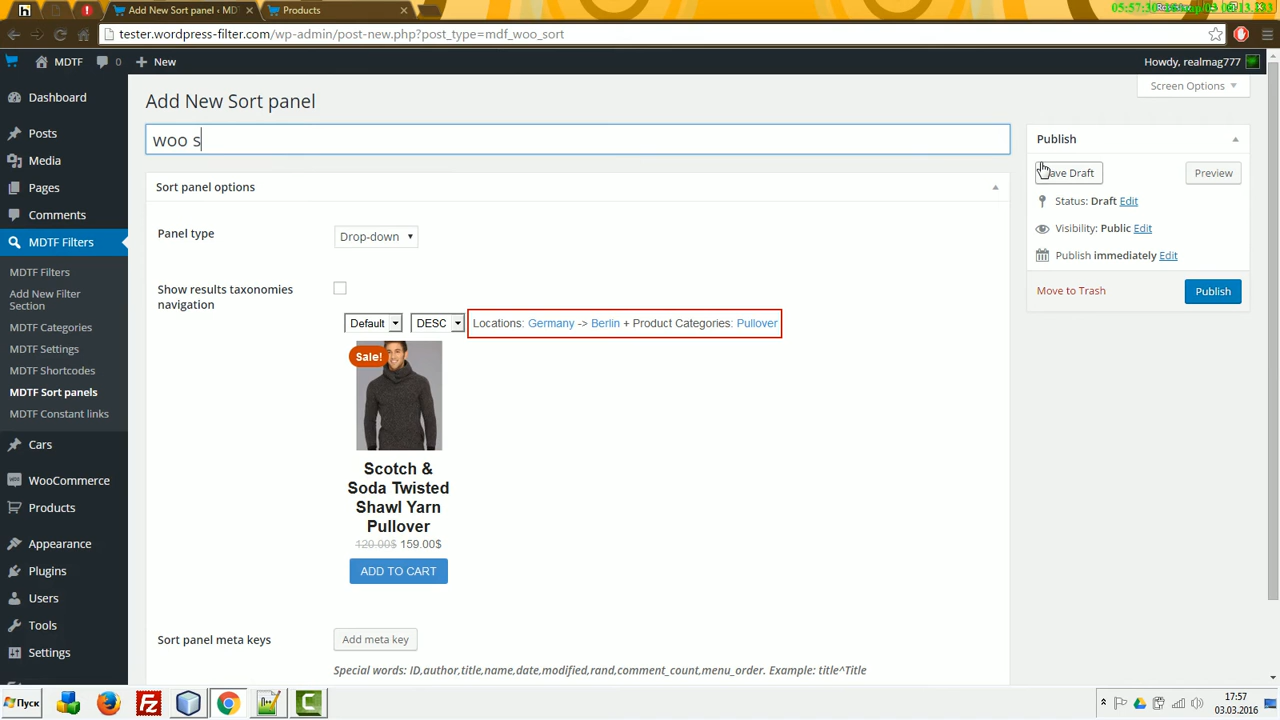 Add New Sort panel ‹ MDT
Products
tester.wordpress-filter.com/wp-admin/post-new.php?post_type=mdf_woo_sort
MDTF
0
New
Howdy, realmag777
Screen Options
Dashboard
Posts
Media
Pages
Comments
MDTF Filters
MDTF Filters
Add New Filter
Section
MDTF Categories
MDTF Settings
MDTF Shortcodes
MDTF Sort panels
MDTF Constant links
Cars
WooCommerce
Products
Appearance
Plugins
Users
Tools
Settings
Add New Sort panel
woo s
Sort panel options
Panel type
Drop-down
Show results taxonomies
navigation
Default
DESC
Locations: Germany -> Berlin + Product Categories: Pullover
Sale!
Scotch &
Soda Twisted
Shawl Yarn
Pullover
120.00$ 159.00$
ADD TO CART
Sort panel meta keys
Add meta key
Special words: ID,author,title,name,date,modified,rand,comment_count,menu_order. Example: title^Title
Publish
ave Draft
Preview
Status: Draft Edit
Visibility: Public Edit
Publish immediately Edit
Move to Trash
Publish
Пуск
17:57
03.03.2016